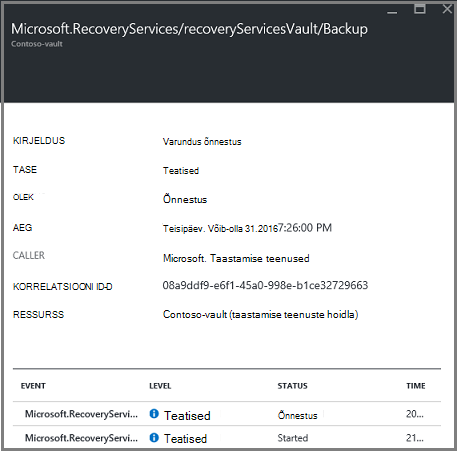 Microsoft.RecoveryServices/recoveryServicesVault/Backup
Contoso-vault
KIRJELDUS Varundus õnnestus
TASE Teatised
OLEK Õnnestus
AEG Teisipäev. Võib-olla 31.20167:26:00 PM
CALLER Microsoft. Taastamise teenused
KORRELATSIOONI ID-D 08a9ddf9-e6f1-45a0-998e-b1ce32729663
RESSURSS Contoso-vault (taastamise teenuste hoidla)
EVENT LEVEL STATUS TIME
Microsoft.RecoveryServi... Teatised Õnnestus 20...
Microsoft.RecoveryServi... Teatised Started 21...